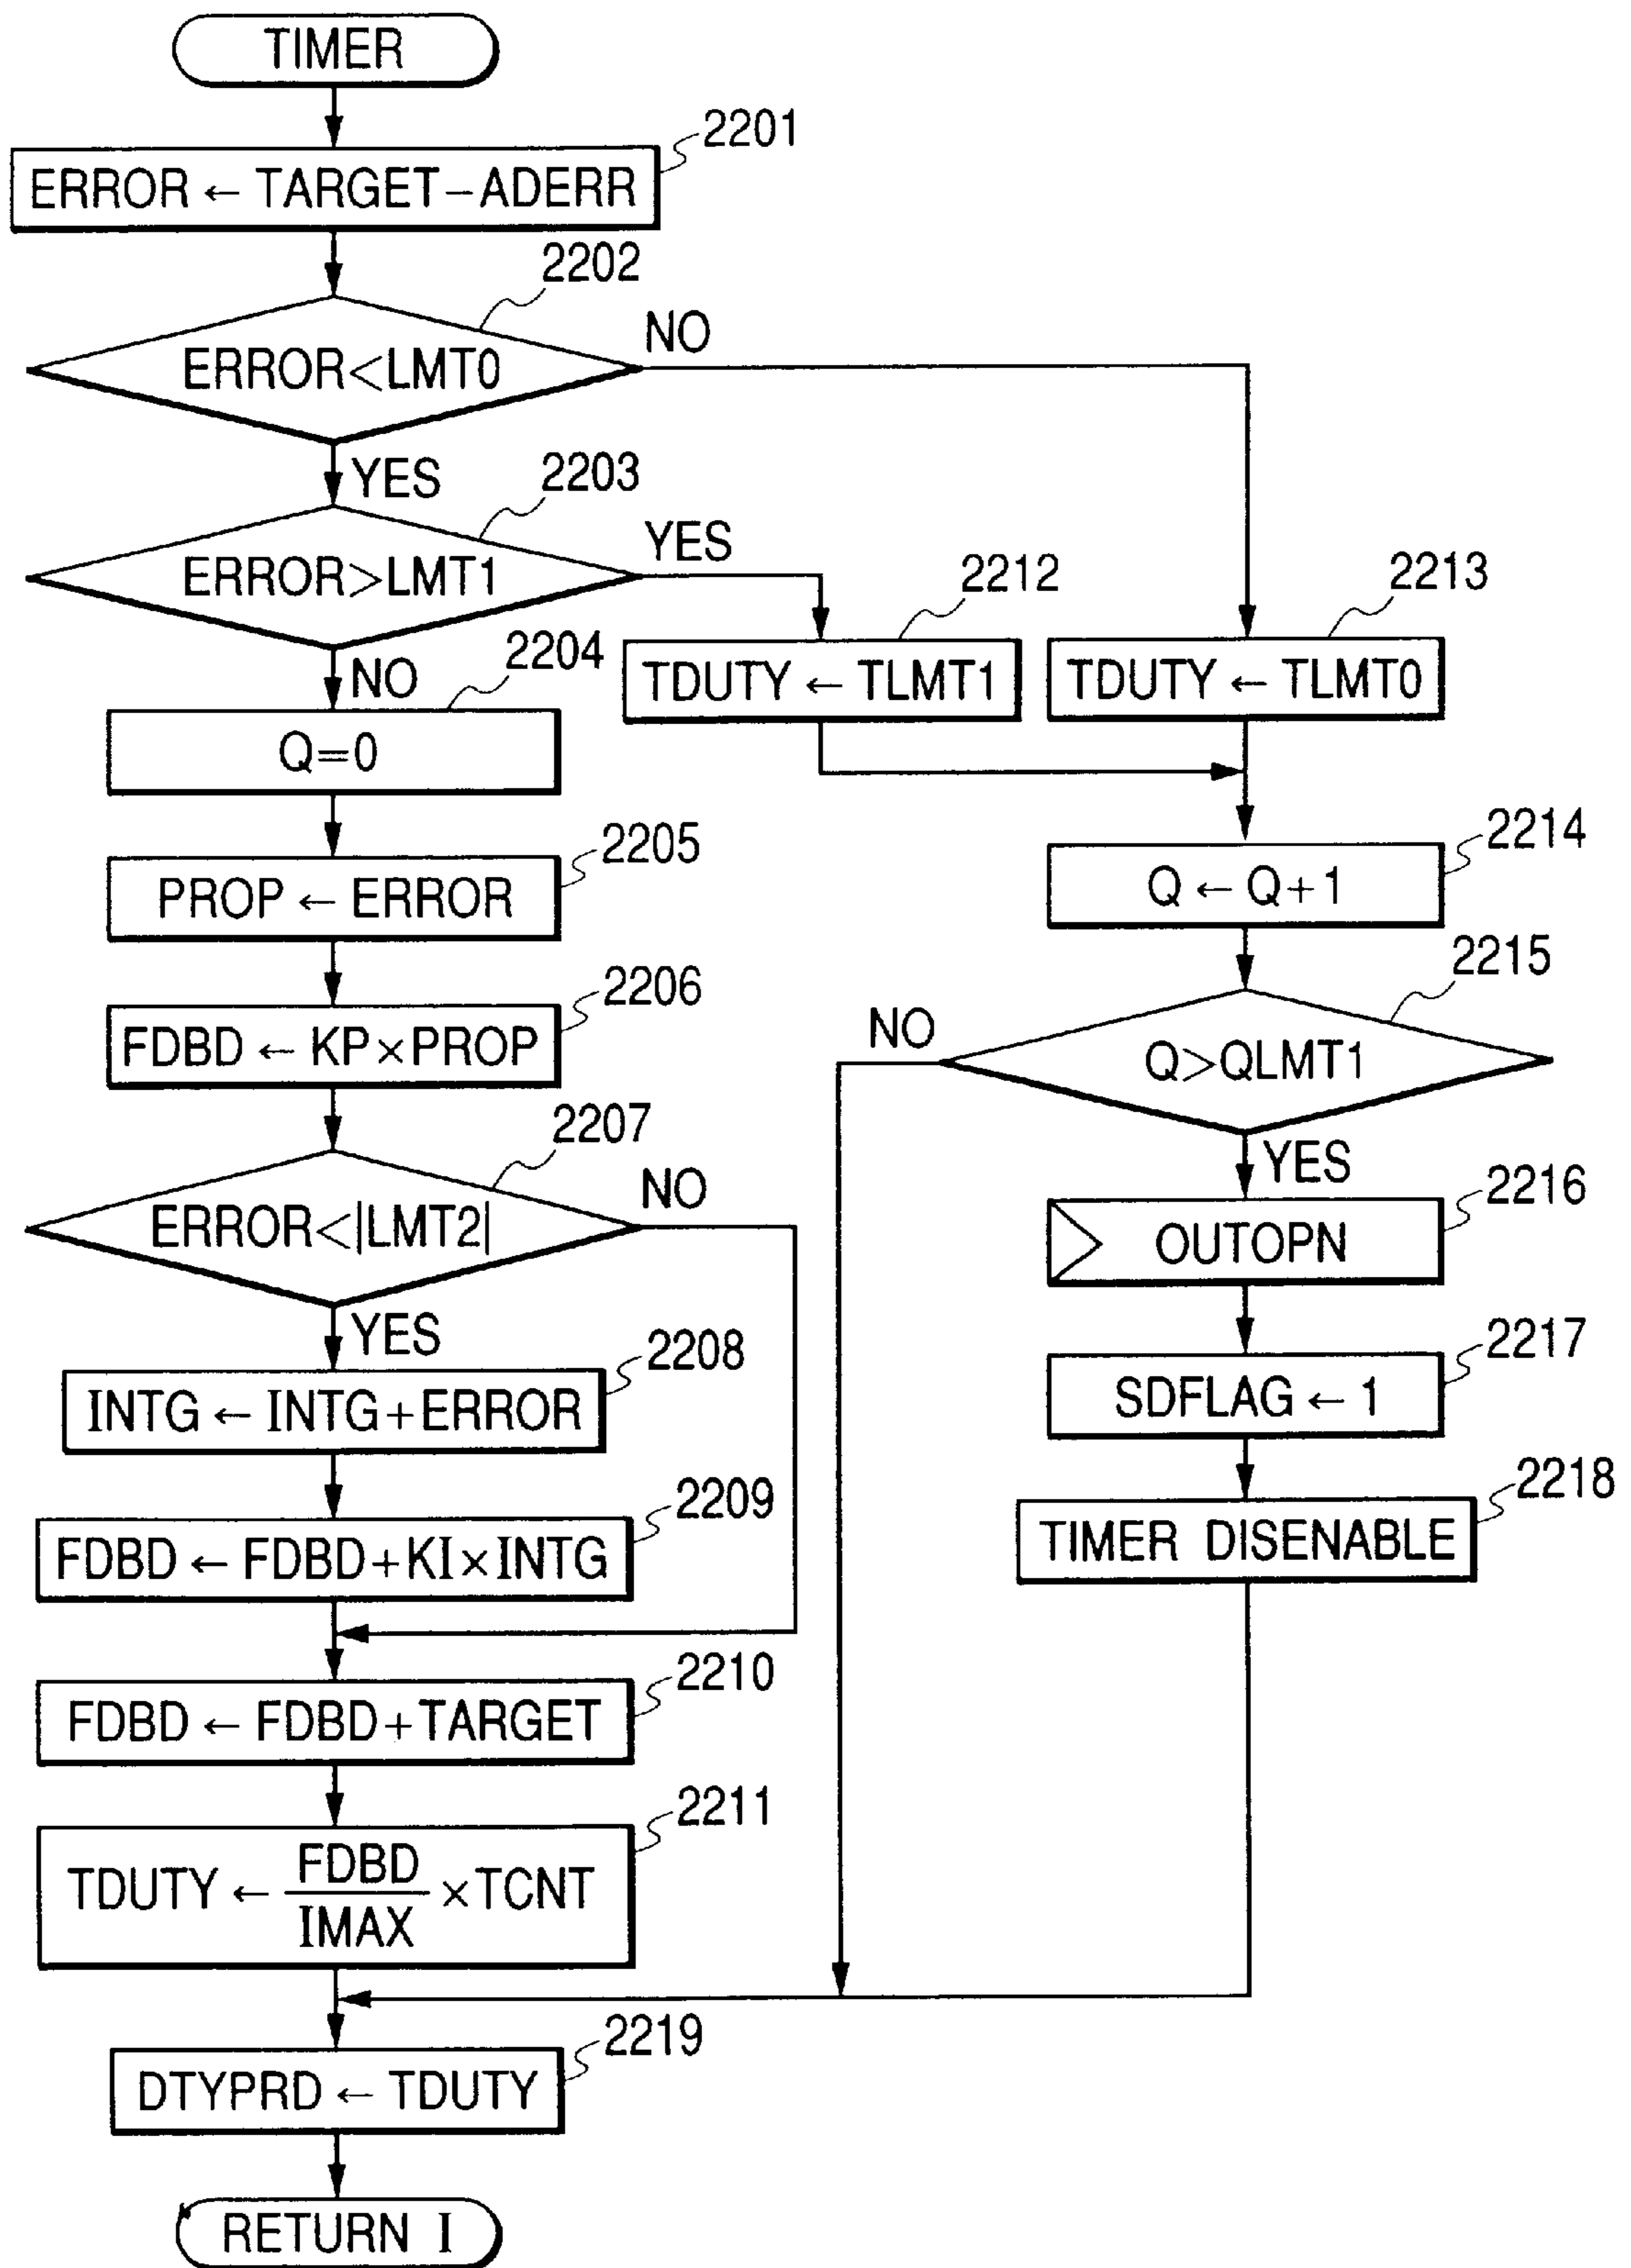 TIMER
2201
ERROR ← TARGET−ADERR
2202
ERROR<LMT0
NO
YES
2203
ERROR>LMT1
YES
NO
2212
TDUTY ← TLMT1
2213
TDUTY ← TLMT0
2204
Q=0
2205
PROP ← ERROR
2206
FDBD ← KP×PROP
2207
ERROR<|LMT2|
NO
YES
2208
INTG ← INTG+ERROR
2209
FDBD ← FDBD+KI×INTG
2210
FDBD ← FDBD+TARGET
2211
FDBD
TDUTY ← ×TCNT
IMAX
2214
Q ← Q+1
2215
Q>QLMT1
NO
YES
2216
OUTOPN
2217
SDFLAG ← 1
2218
TIMER DISENABLE
2219
DTYPRD ← TDUTY
RETURN I